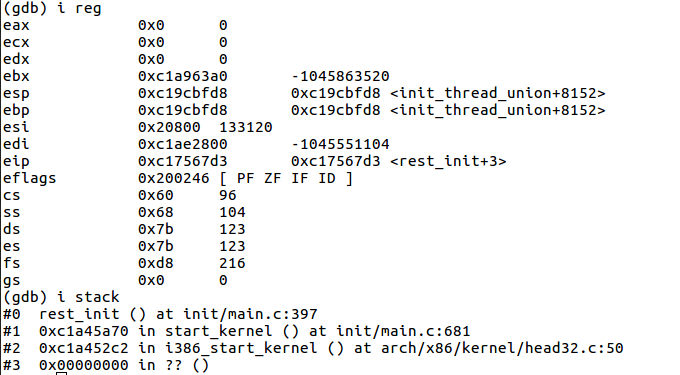 (gdb) i reg
eax 0x0 0
ecx 0x0 0
edx 0x0 0
ebx 0xc1a963a0 -1045863520
esp 0xc19cbfd8 0xc19cbfd8 <init_thread_union+8152>
ebp 0xc19cbfd8 0xc19cbfd8 <init_thread_union+8152>
esi 0x20800 133120
edi 0xc1ae2800 -1045551104
eip 0xc17567d3 0xc17567d3 <rest_init+3>
eflags 0x200246 [ PF ZF IF ID ]
cs 0x60 96
ss 0x68 104
ds 0x7b 123
es 0x7b 123
fs 0xd8 216
gs 0x0 0
(gdb) i stack
#0 rest_init () at init/main.c:397
#1 0xc1a45a70 in start_kernel () at init/main.c:681
#2 0xc1a452c2 in i386_start_kernel () at arch/x86/kernel/head32.c:50
#3 0x00000000 in ?? ()